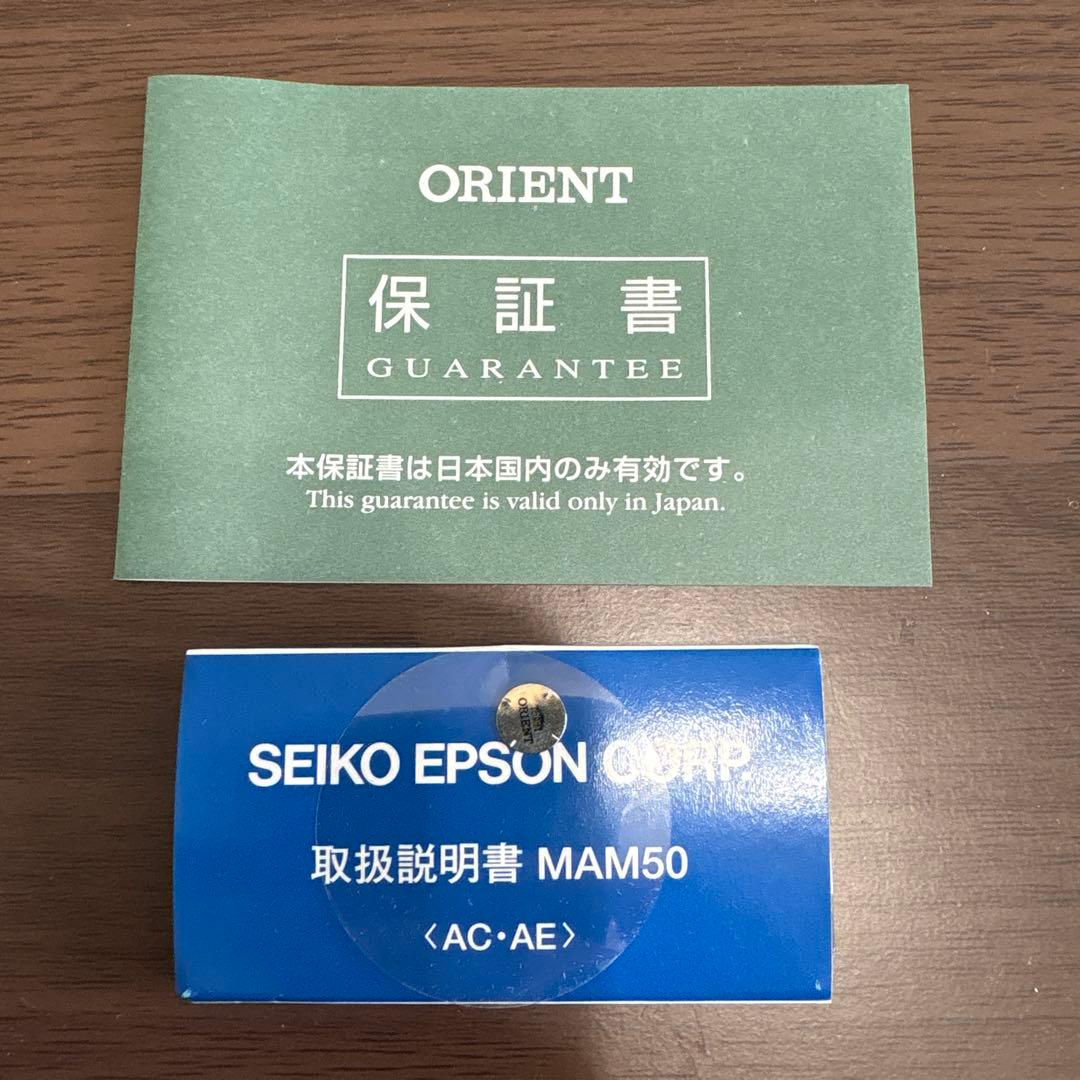 ORIENT
保証書
GUARANTEE
本保証書は日本国内のみ有効です。
This guarantee is valid only in Japan.
ORIENT
SEIKO EPSON CORP.
取扱説明書 MAM50
〈AC・AE〉